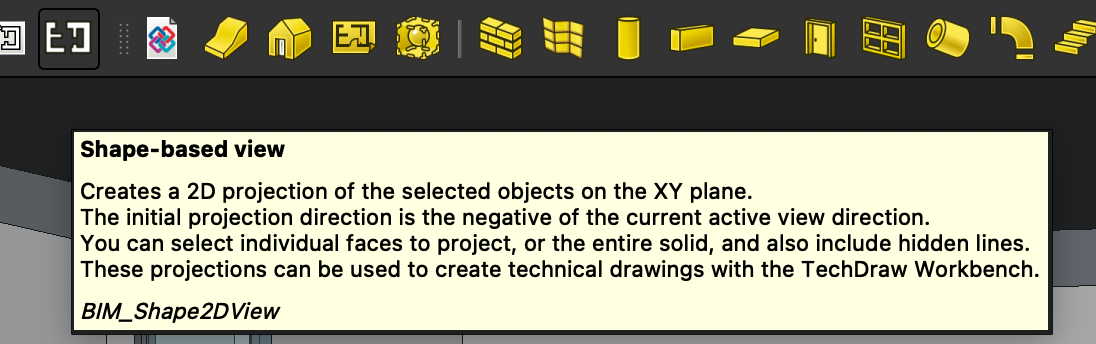 Shape-based view
Creates a 2D projection of the selected objects on the XY plane.
The initial projection direction is the negative of the current active view direction.
You can select individual faces to project, or the entire solid, and also include hidden lines.
These projections can be used to create technical drawings with the TechDraw Workbench.
BIM_Shape2DView